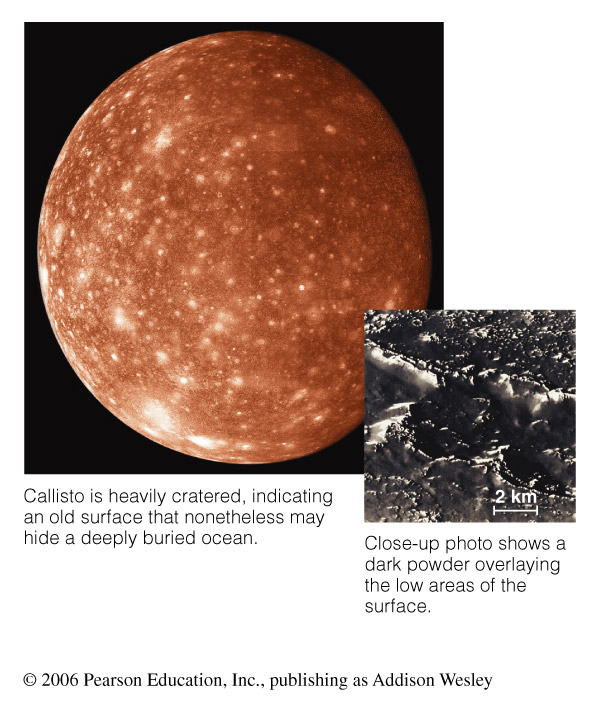 2 km
Callisto is heavily cratered, indicating
an old surface that nonetheless may
hide a deeply buried ocean.
Close-up photo shows a
dark powder overlaying
the low areas of the
surface.
© 2006 Pearson Education, Inc., publishing as Addison Wesley